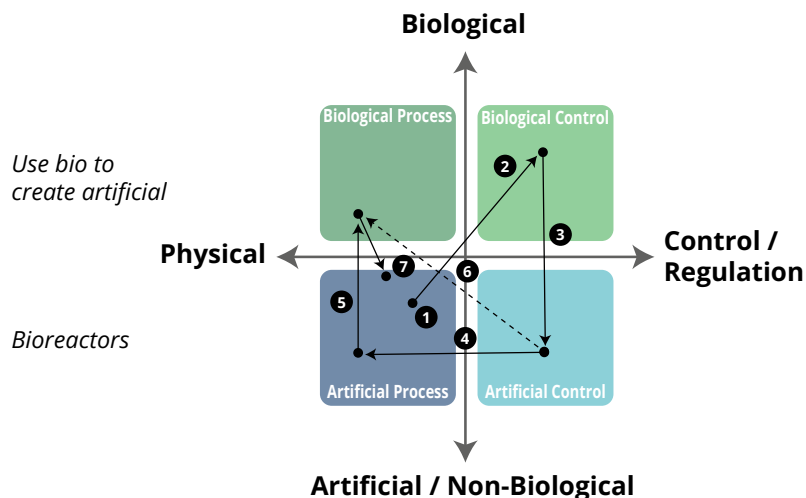 Biological
Biological Process
Biological Control
Use bio to
create artificial
2
3
Physical
Control /
Regulation
7
6
5
1
Bioreactors
4
Artificial Process
Artificial Control
Artificial / Non-Biological